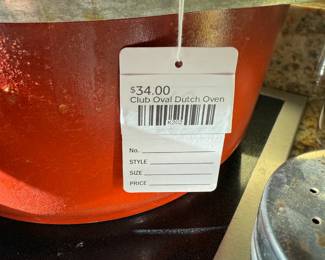 $34.00
Club Oval Dutch Oven
No.
STYLE
SIZE
PRICE